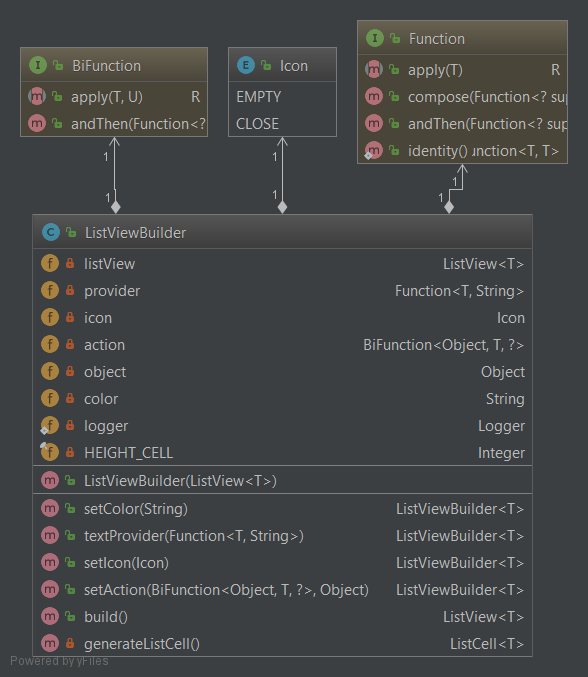 I BiFunction
m apply(T, U) R
m andThen(Function<?
E Icon
EMPTY
CLOSE
I Function
m apply(T) R
m compose(Function<? sup
m andThen(Function<? sup
m identity() unction<T, T>
1 1 1
1 1 1
C ListViewBuilder
f listView ListView<T>
f provider Function<T, String>
f icon Icon
f action BiFunction<Object, T, ?>
f object Object
f color String
f logger Logger
f HEIGHT_CELL Integer
m ListViewBuilder(ListView<T>)
m setColor(String) ListViewBuilder<T>
m textProvider(Function<T, String>) ListViewBuilder<T>
m setIcon(Icon) ListViewBuilder<T>
m setAction(BiFunction<Object, T, ?>, Object) ListViewBuilder<T>
m build() ListView<T>
m generateListCell() ListCell<T>
Powered by yFiles